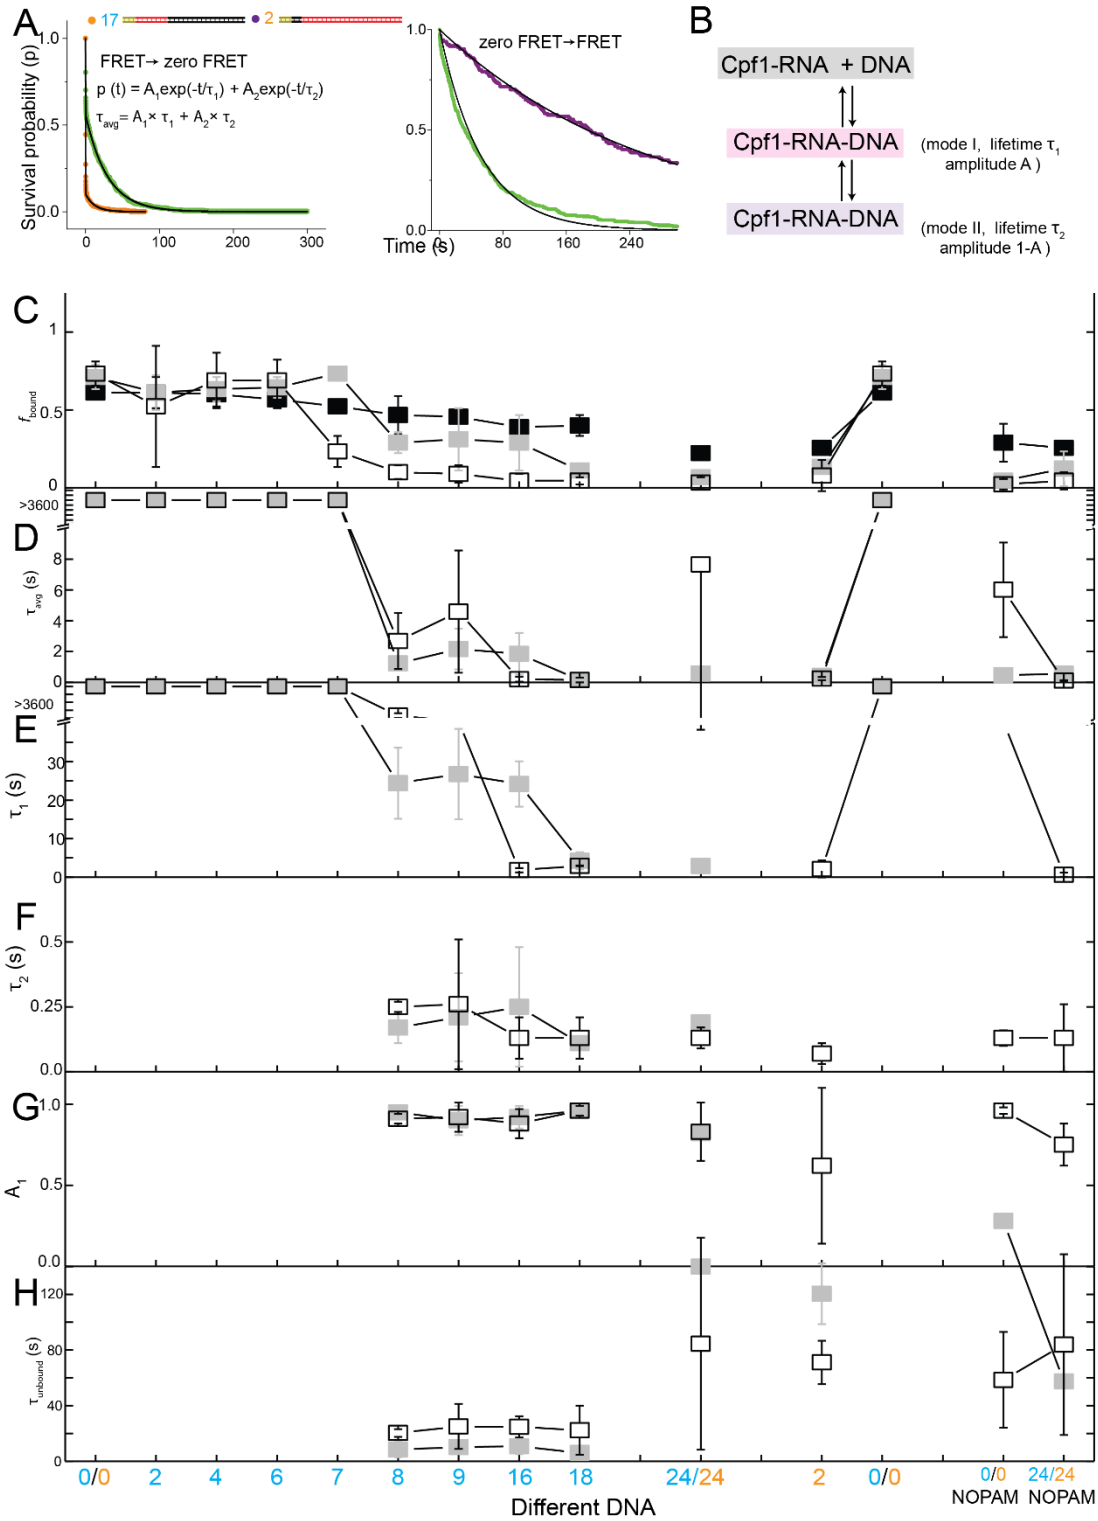 A
17
2
B
FRET→ zero FRET
p (t) = A₁exp(-t/τ₁) + A₂exp(-t/τ₂)
τavg= A₁× τ₁ + A₂× τ₂
Survival probability (p)
1.0
0.5
0.0
0 100 200 300
zero FRET→FRET
1.0
0.5
0.0
0 80 160 240
Time (s)
Cpf1-RNA + DNA
Cpf1-RNA-DNA
(mode I, lifetime τ₁
amplitude A )
Cpf1-RNA-DNA
(mode II, lifetime τ₂
amplitude 1-A )
C
fbound
1
0.5
0
D
τavg (s)
>3600
8
6
4
2
0
E
τ₁ (s)
>3600
30
20
10
0
F
τ₂ (s)
0.5
0.25
0.0
G
A₁
1.0
0.5
0.0
H
τunbound (s)
120
80
40
0
0/0 2 4 6 7 8 9 16 18 24/24 2 0/0 0/0 24/24
NOPAM NOPAM
Different DNA